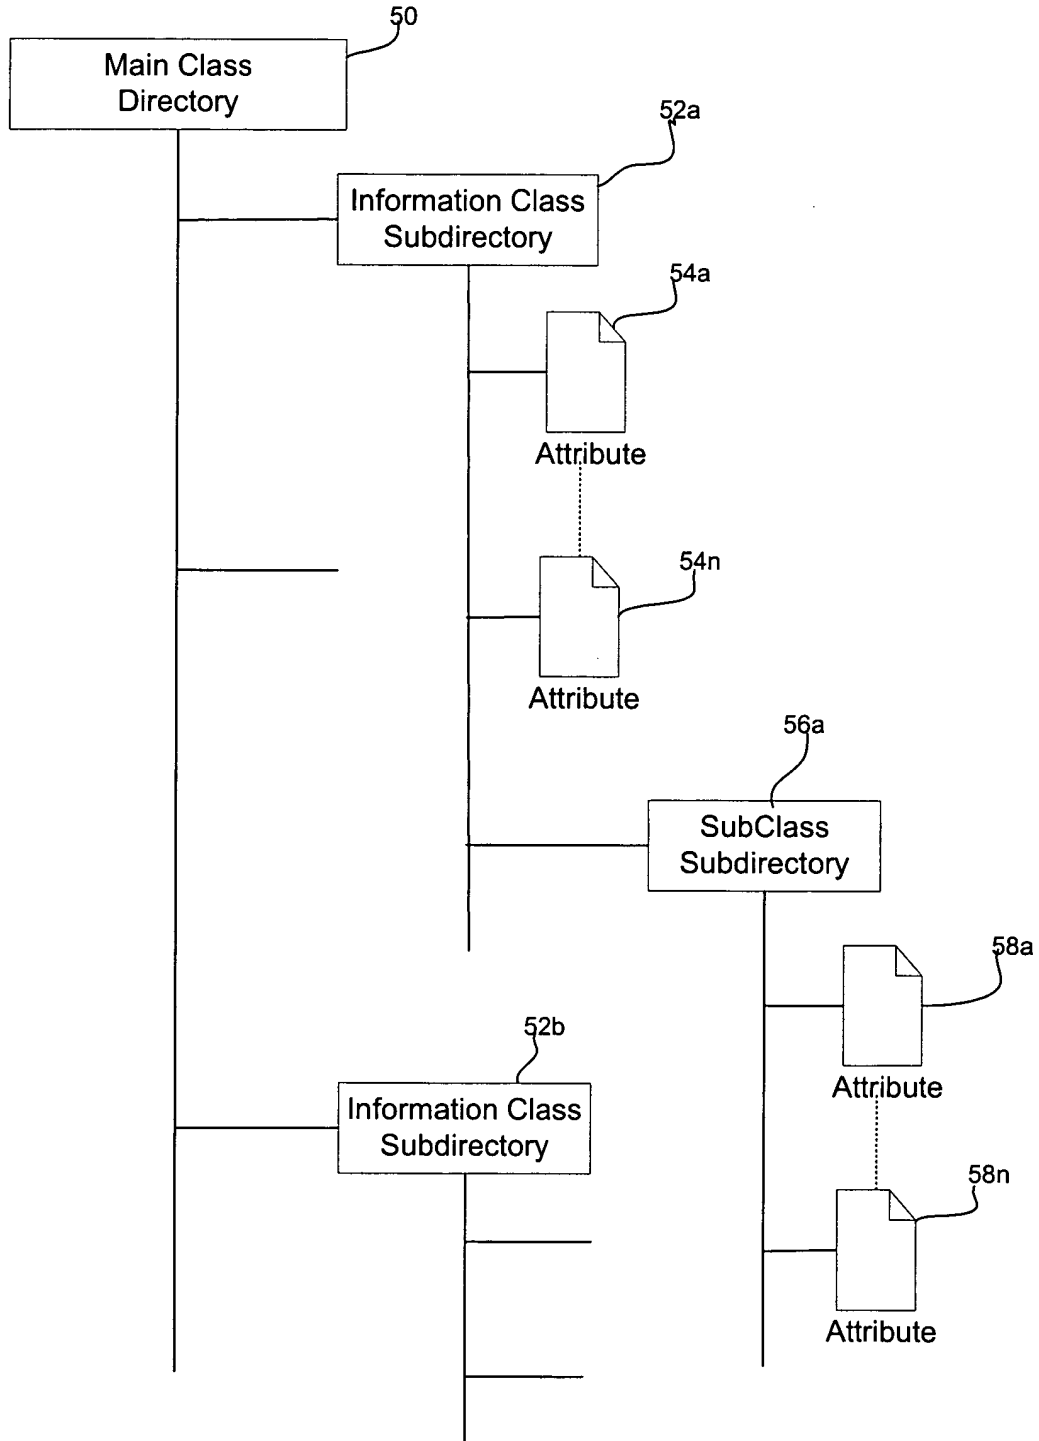 50
Main Class
Directory
52a
Information Class
Subdirectory
54a
Attribute
54n
Attribute
56a
SubClass
Subdirectory
58a
Attribute
52b
Information Class
Subdirectory
58n
Attribute